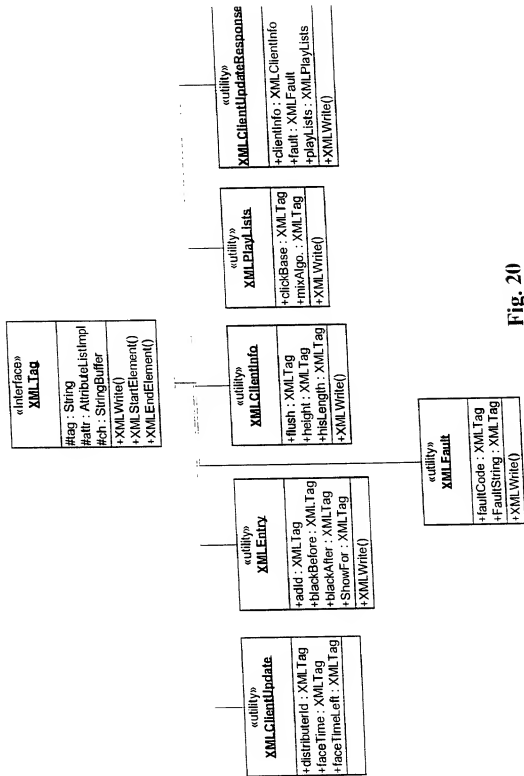 «Interface»
XMLTag
#tag : String
#attr : AttributeListImpl
#ch : StringBuffer
+XMLWrite()
+XMLStartElement()
+XMLEndElement()
«utility»
XMLClientUpdate
+distributerId : XMLTag
+faceTime : XMLTag
+faceTimeLeft : XMLTag
«utility»
XMLEntry
+adId : XMLTag
+blackBefore : XMLTag
+blackAfter : XMLTag
+ShowFor : XMLTag
+XMLWrite()
«utility»
XMLClientInfo
+flush : XMLTag
+height : XMLTag
+hisLength : XMLTag
+XMLWrite()
«utility»
XMLPlayLists
+clickBase : XMLTag
+mixAlgo. : XMLTag
+XMLWrite()
«utility»
XMLClientUpdateResponse
+clientInfo : XMLClientInfo
+fault : XMLFault
+playLists : XMLPlayLists
+XMLWrite()
«utility»
XMLFault
+faultCode : XMLTag
+FaultString : XMLTag
+XMLWrite()
Fig. 20